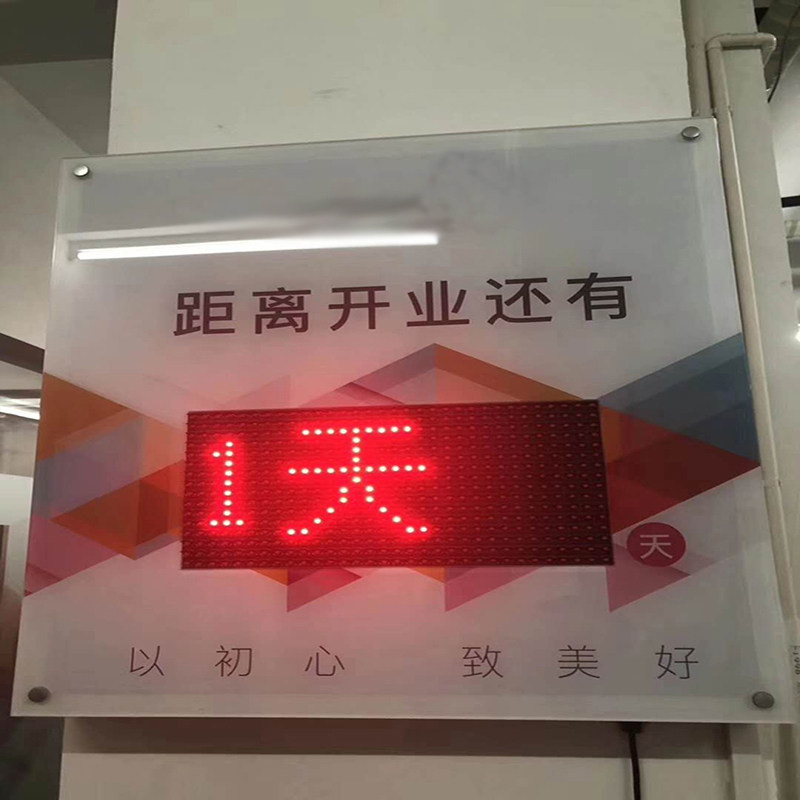 距离开业还有
1天
天
以初心 致美好